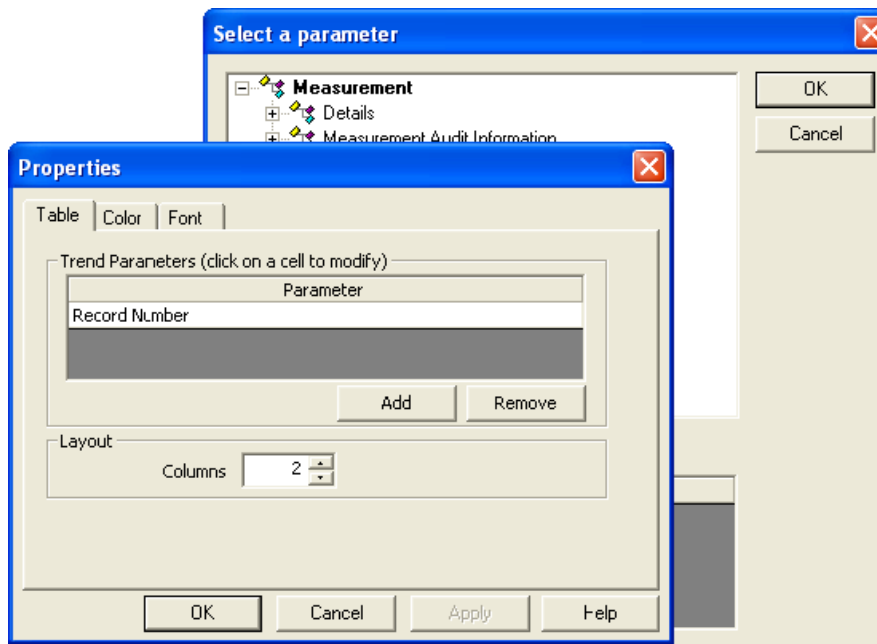 Select a parameter
Measurement
Details
Measurement Audit Information
OK
Cancel
Properties
Table
Color
Font
Trend Parameters (click on a cell to modify)
Parameter
Record Number
Add
Remove
Layout
Columns
2
OK
Cancel
Apply
Help